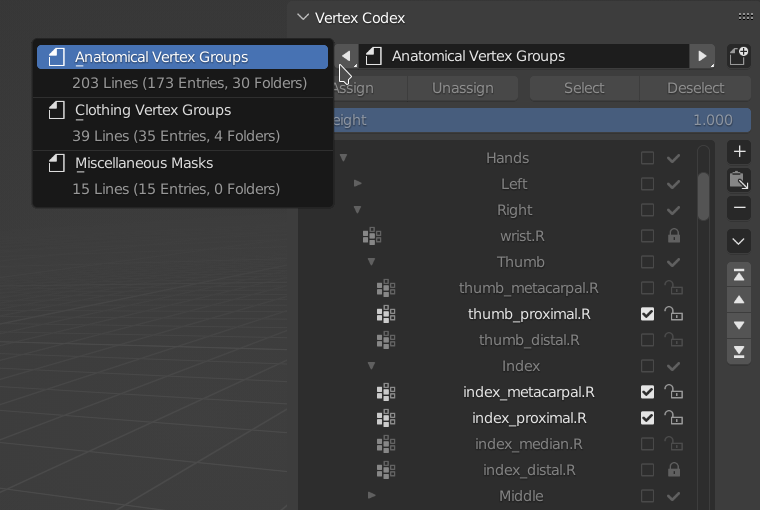 Vertex Codex
Anatomical Vertex Groups
203 Lines (173 Entries, 30 Folders)
Clothing Vertex Groups
39 Lines (35 Entries, 4 Folders)
Miscellaneous Masks
15 Lines (15 Entries, 0 Folders)
Anatomical Vertex Groups
ssign Unassign Select Deselect
eight 1.000
Hands
Left
Right
wrist.R
Thumb
thumb_metacarpal.R
thumb_proximal.R
thumb_distal.R
Index
index_metacarpal.R
index_proximal.R
index_median.R
index_distal.R
Middle